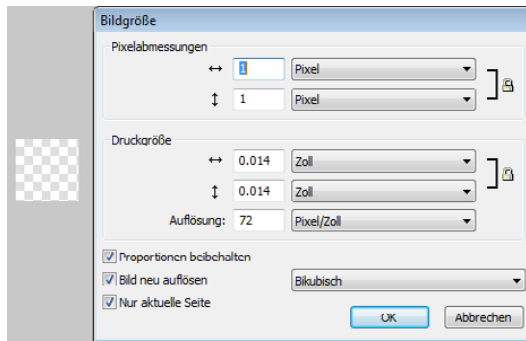 Bildgröße
Pixelabmessungen
1 Pixel
1 Pixel
Druckgröße
0.014 Zoll
0.014 Zoll
Auflösung: 72 Pixel/Zoll
Proportionen beibehalten
Bild neu auflösen Bikubisch
Nur aktuelle Seite
OK Abbrechen